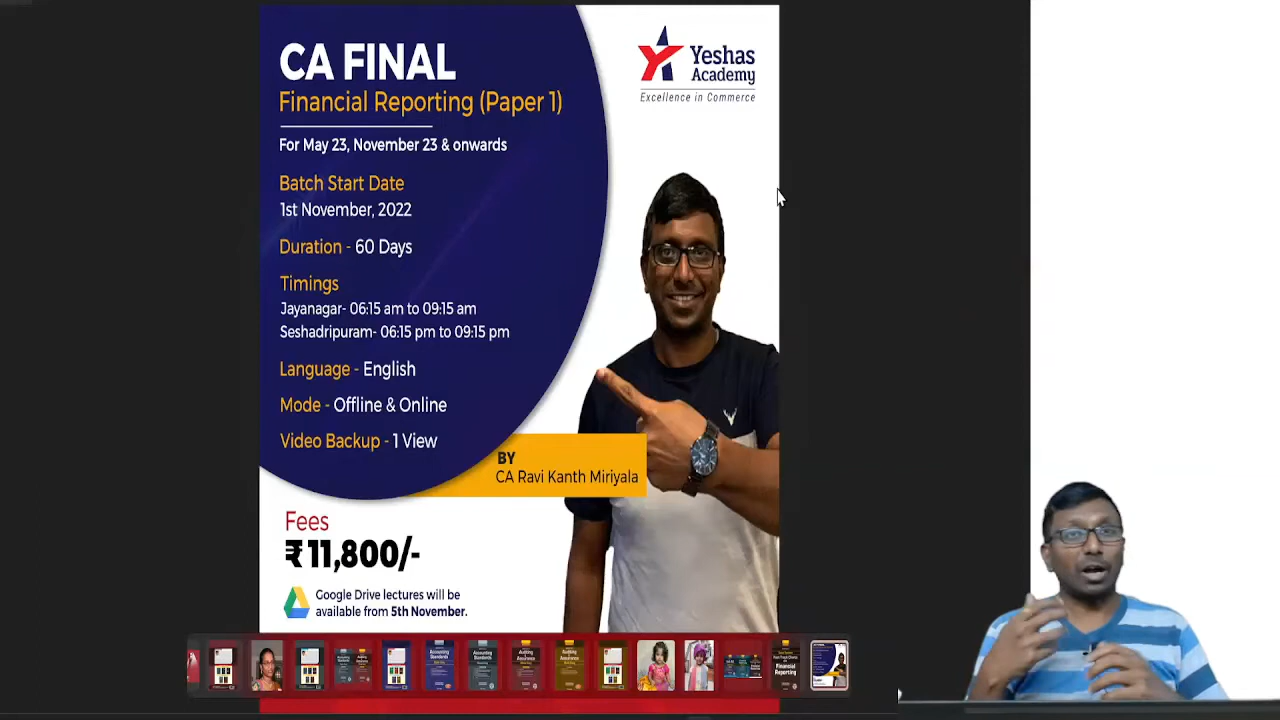 CA FINAL
Financial Reporting (Paper 1)
For May 23, November 23 & onwards
Batch Start Date
1st November, 2022
Duration - 60 Days
Timings
Jayanagar- 06:15 am to 09:15 am
Seshadripuram- 06:15 pm to 09:15 pm
Language - English
Mode - Offline & Online
Video Backup - 1 View
Yeshas
Academy
Excellence in Commerce
BY
CA Ravi Kanth Miriyala
Fees
₹ 11,800/-
Google Drive lectures will be
available from 5th November.